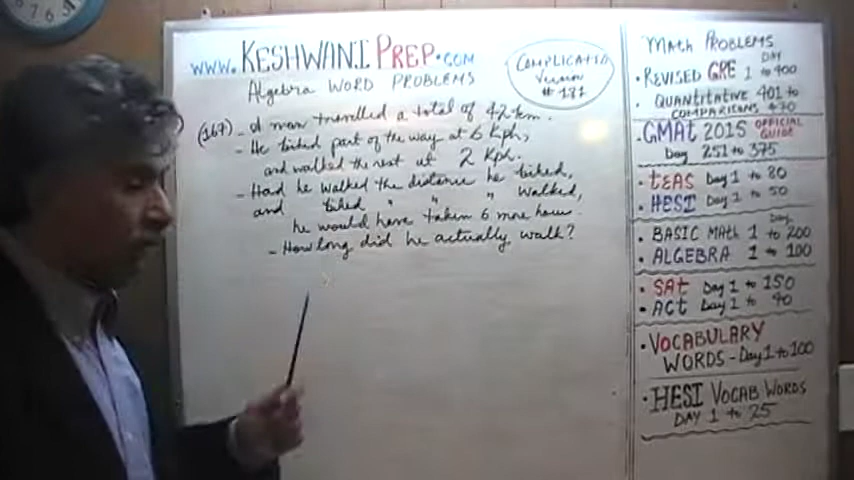 www.KESHWANIPREP.COM
Algebra WORD PROBLEMS
COMPLICATED
Version
# 181
(167) - A man travelled a total of 42 km.
- He biked part of the way at 6 Kph,
and walked the rest at 2 Kph.
- Had he walked the distance he biked,
and biked " " " walked,
he would have taken 6 more hours.
- How long did he actually walk?
Math PROBLEMS
• REVISED GRE DAY 1 to 400
• QUANTITATIVE 401 to
COMPARISONS 470
• GMAT 2015 OFFICIAL GUIDE
Day 251 to 375
• TEAS Day 1 to 80
• HESI Day 1 to 50
Day
• BASIC MAth 1 to 200
• ALGEBRA 1 to 100
• SAt Day 1 to 150
• ACt Day 1 to 90
• VOCABULARY
WORDS - Day 1 to 100
• HESI VOCAB WORDS
DAY 1 to 25